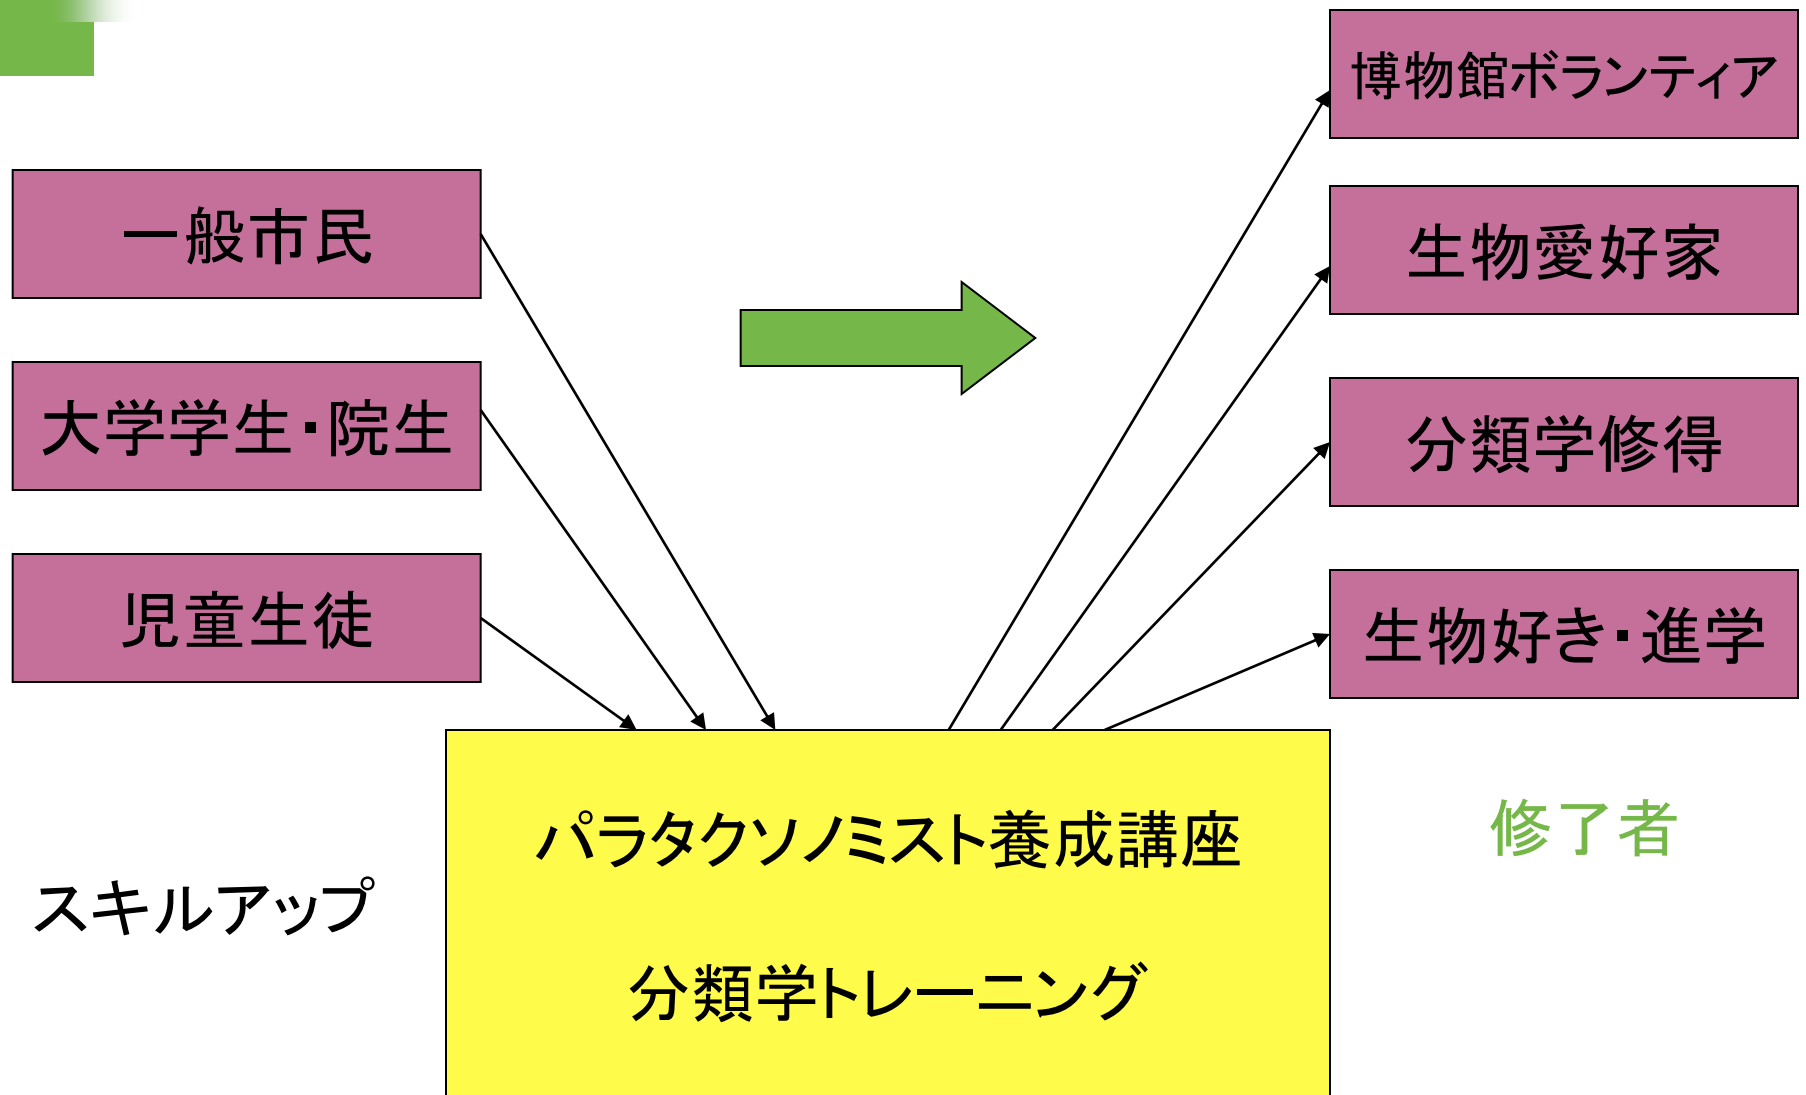 一般市民
大学学生・院生
児童生徒
スキルアップ
パラタクソノミスト養成講座
分類学トレーニング
博物館ボランティア
生物愛好家
分類学修得
生物好き・進学
修了者